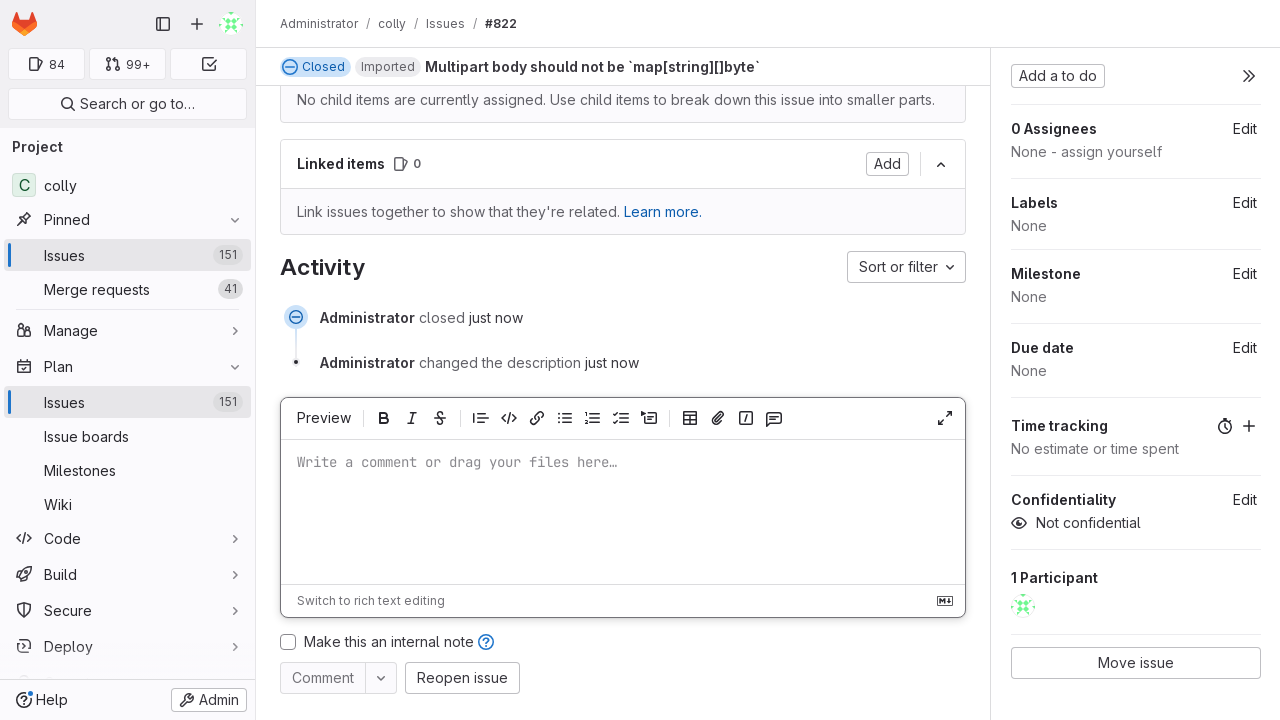 84
99+
Search or go to…
Project
C colly
Pinned
Issues 151
Merge requests 41
Manage
Plan
Issues 151
Issue boards
Milestones
Wiki
Code
Build
Secure
Deploy
Help
Admin
Administrator / colly / Issues / #822
Closed Imported Multipart body should not be `map[string][]byte`
No child items are currently assigned. Use child items to break down this issue into smaller parts.
Linked items 0 Add
Link issues together to show that they're related. Learn more.
Activity Sort or filter
Administrator closed just now
Administrator changed the description just now
Preview
Write a comment or drag your files here…
Switch to rich text editing
Make this an internal note
Comment Reopen issue
Add a to do
0 Assignees Edit
None - assign yourself
Labels Edit
None
Milestone Edit
None
Due date Edit
None
Time tracking
No estimate or time spent
Confidentiality Edit
Not confidential
1 Participant
Move issue